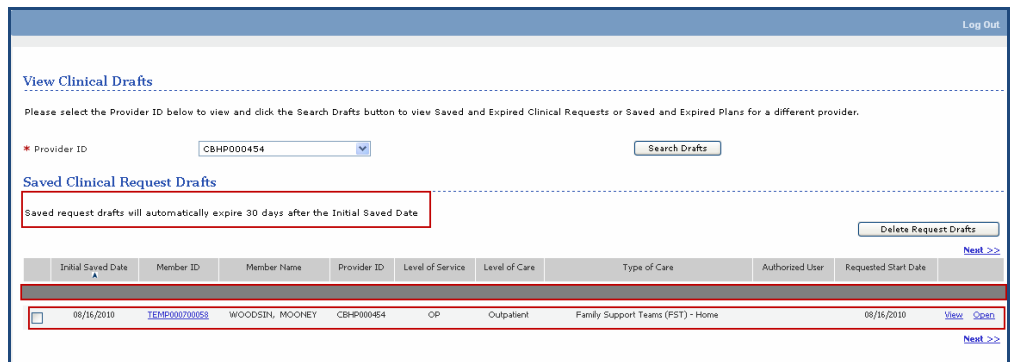 Log Out
View Clinical Drafts
Please select the Provider ID below to view and click the Search Drafts button to view Saved and Expired Clinical Requests or Saved and Expired Plans for a different provider.
* Provider ID CBHP000454 Search Drafts
Saved Clinical Request Drafts
Saved request drafts will automatically expire 30 days after the Initial Saved Date
Delete Request Drafts
Next >>
Initial Saved Date Member ID Member Name Provider ID Level of Service Level of Care Type of Care Authorized User Requested Start Date
08/16/2010 TEMP000700058 WOODSIN, MOONEY CBHP000454 OP Outpatient Family Support Teams (FST) - Home 08/16/2010 View Open
Next >>